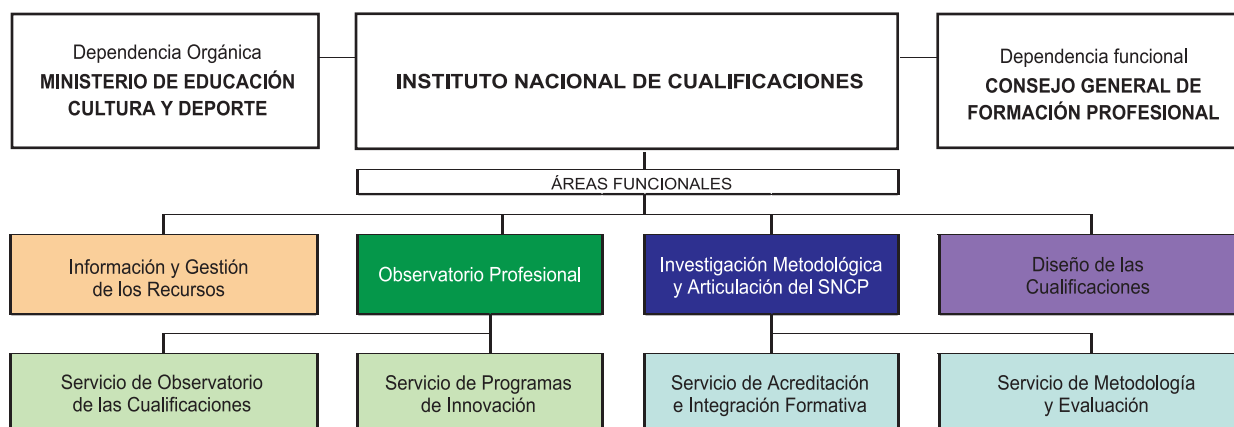 Dependencia Orgánica
MINISTERIO DE EDUCACIÓN
CULTURA Y DEPORTE
INSTITUTO NACIONAL DE CUALIFICACIONES
Dependencia funcional
CONSEJO GENERAL DE
FORMACIÓN PROFESIONAL
ÁREAS FUNCIONALES
Información y Gestión
de los Recursos
Observatorio Profesional
Investigación Metodológica
y Articulación del SNCP
Diseño de las
Cualificaciones
Servicio de Observatorio
de las Cualificaciones
Servicio de Programas
de Innovación
Servicio de Acreditación
e Integración Formativa
Servicio de Metodología
y Evaluación